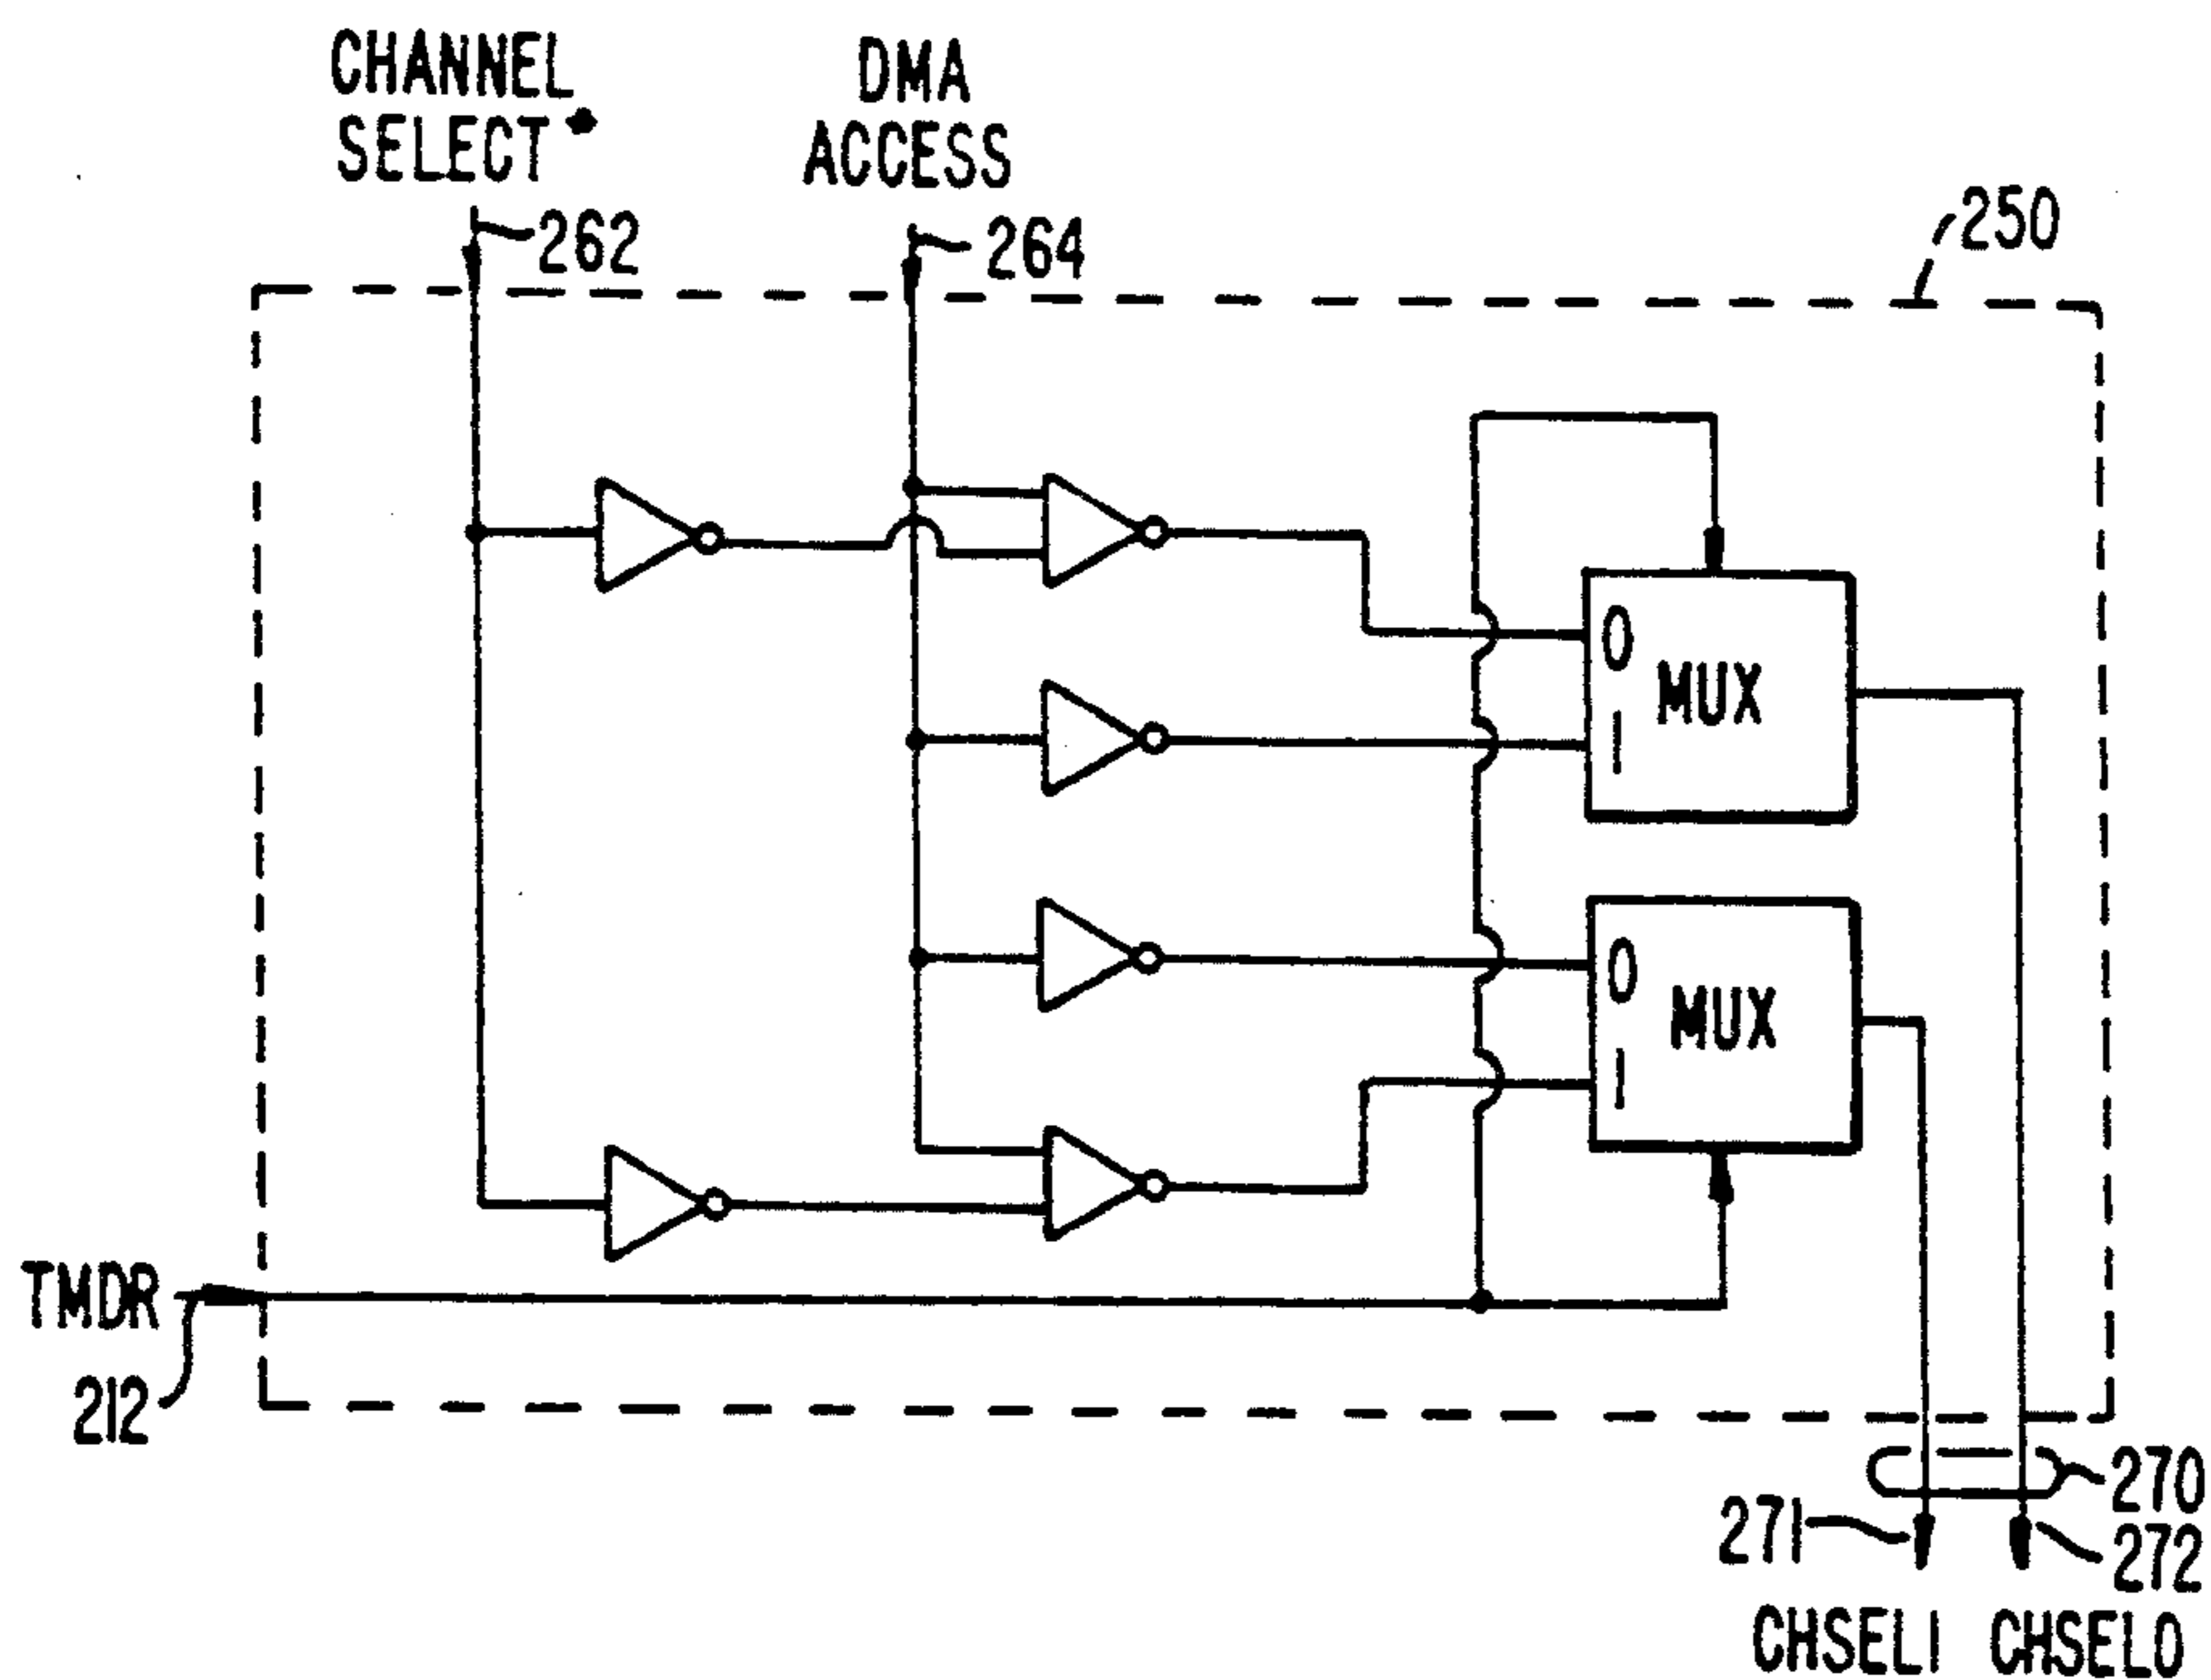 CHANNEL
SELECT*
DMA
ACCESS
262
264
250
0
MUX
1
0
MUX
1
TMDR
212
270
271
272
CHSEL1
CHSEL0